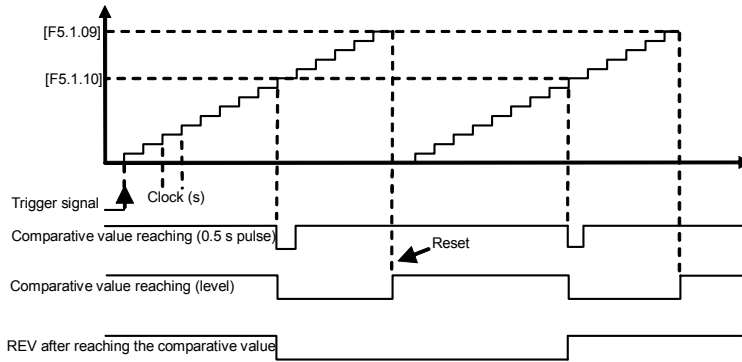 [F5.1.09]
[F5.1.10]
Trigger signal
Clock (s)
Comparative value reaching (0.5 s pulse)
Reset
Comparative value reaching (level)
REV after reaching the comparative value